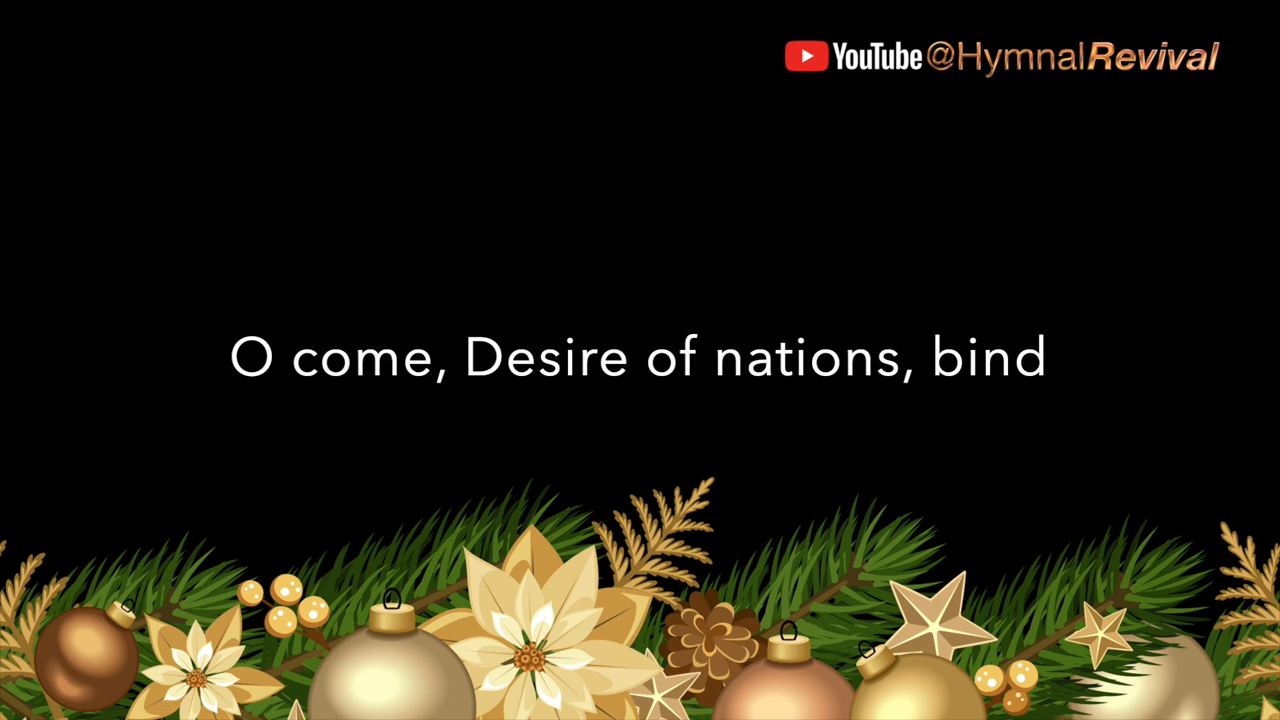 YouTube @HymnalRevival
O come, Desire of nations, bind